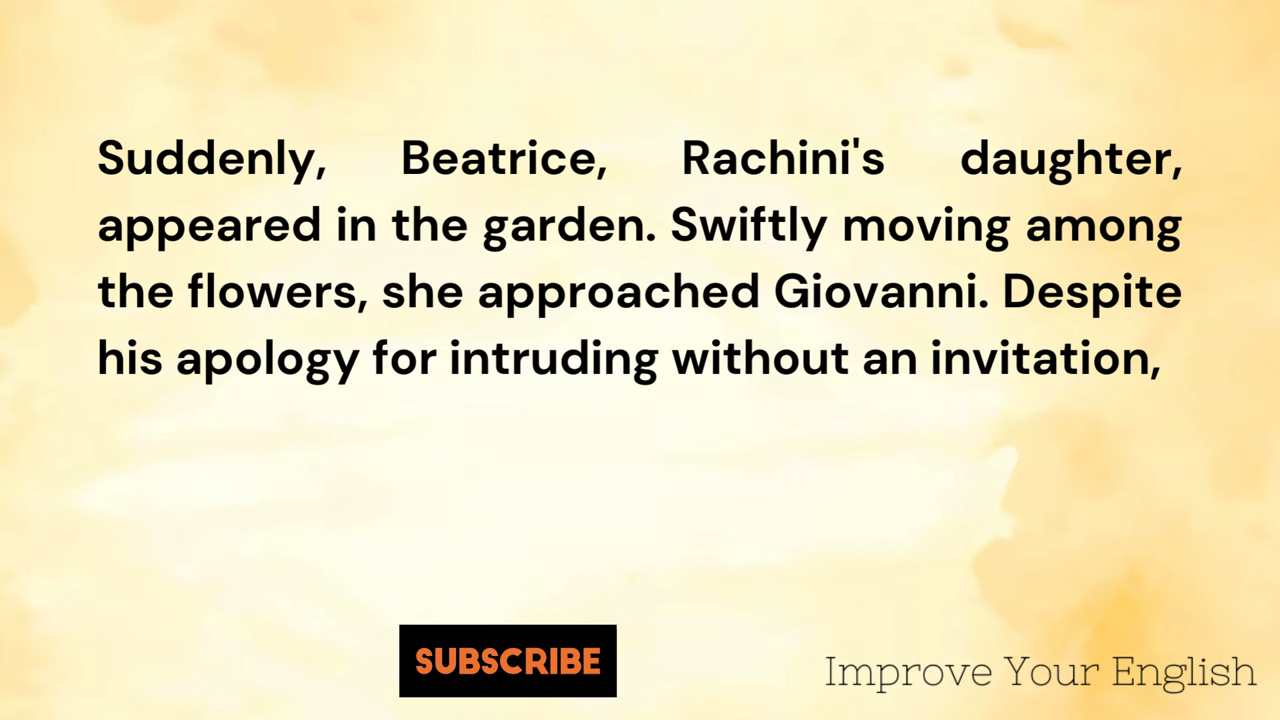 Suddenly, Beatrice, Rachini's daughter,
appeared in the garden. Swiftly moving among
the flowers, she approached Giovanni. Despite
his apology for intruding without an invitation,
SUBSCRIBE
Improve Your English